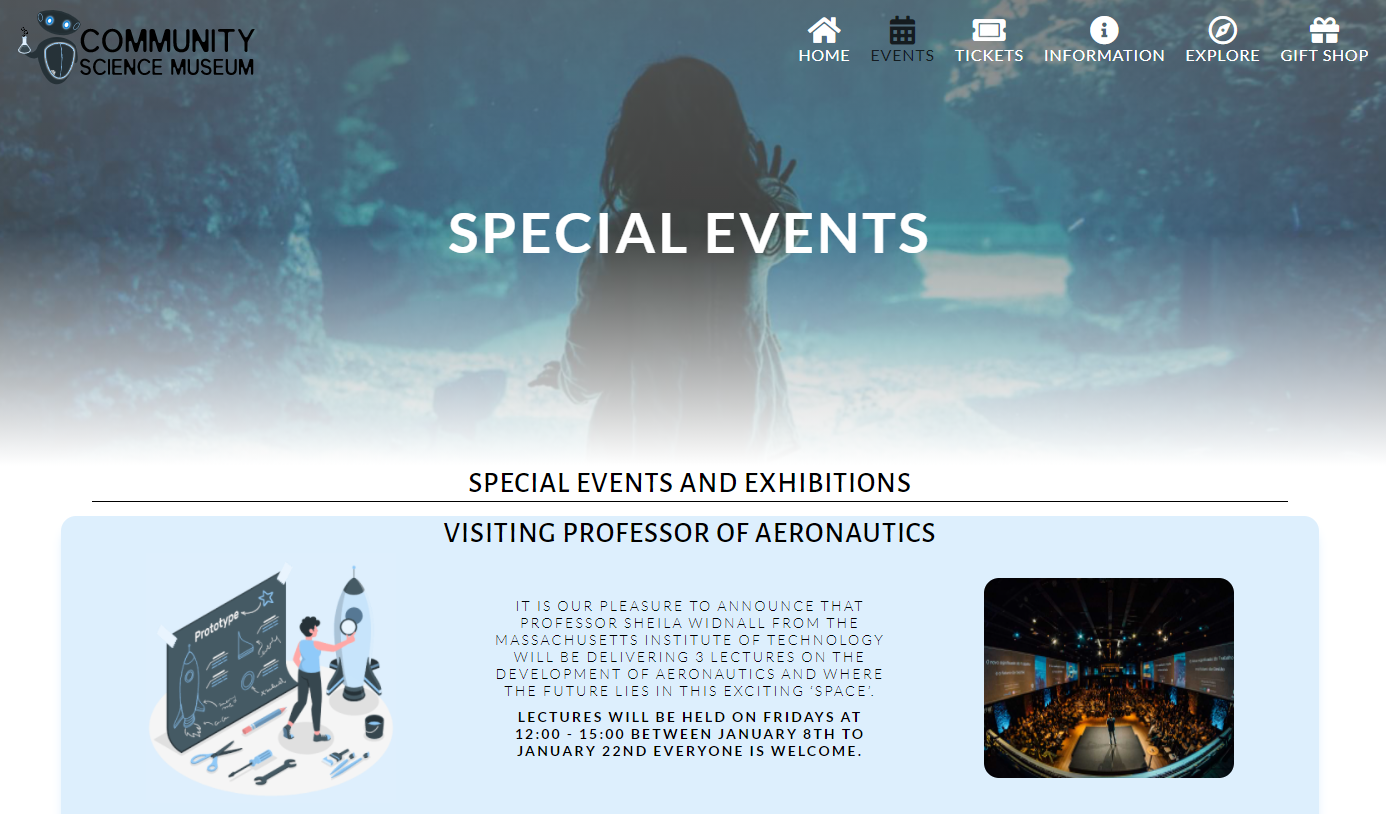 COMMUNITY
SCIENCE MUSEUM
HOME
EVENTS
TICKETS
INFORMATION
EXPLORE
GIFT SHOP
SPECIAL EVENTS
SPECIAL EVENTS AND EXHIBITIONS
VISITING PROFESSOR OF AERONAUTICS
Prototype
IT IS OUR PLEASURE TO ANNOUNCE THAT
PROFESSOR SHEILA WIDNALL FROM THE
MASSACHUSETTS INSTITUTE OF TECHNOLOGY
WILL BE DELIVERING 3 LECTURES ON THE
DEVELOPMENT OF AERONAUTICS AND WHERE
THE FUTURE LIES IN THIS EXCITING ‘SPACE’.
LECTURES WILL BE HELD ON FRIDAYS AT
12:00 - 15:00 BETWEEN JANUARY 8TH TO
JANUARY 22ND EVERYONE IS WELCOME.